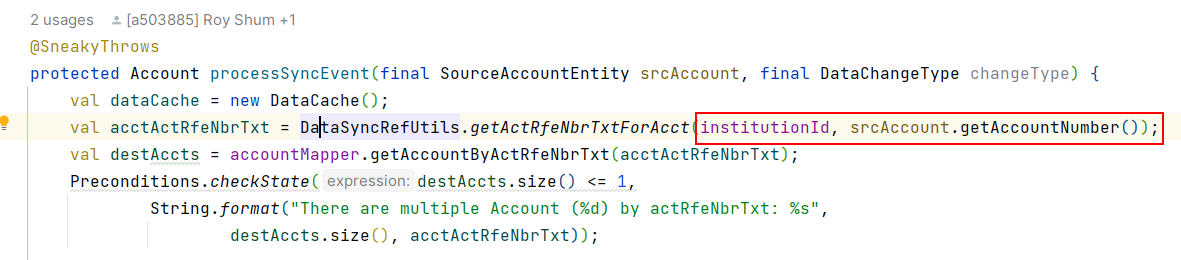 2 usages [a503885] Roy Shum +1
@SneakyThrows
protected Account processSyncEvent(final SourceAccountEntity srcAccount, final DataChangeType changeType) {
val dataCache = new DataCache();
val acctActRfeNbrTxt = DataSyncRefUtils.getActRfeNbrTxtForAcct(institutionId, srcAccount.getAccountNumber());
val destAccts = accountMapper.getAccountByActRfeNbrTxt(acctActRfeNbrTxt);
Preconditions.checkState( expression: destAccts.size() <= 1,
String.format("There are multiple Account (%d) by actRfeNbrTxt: %s",
destAccts.size(), acctActRfeNbrTxt));